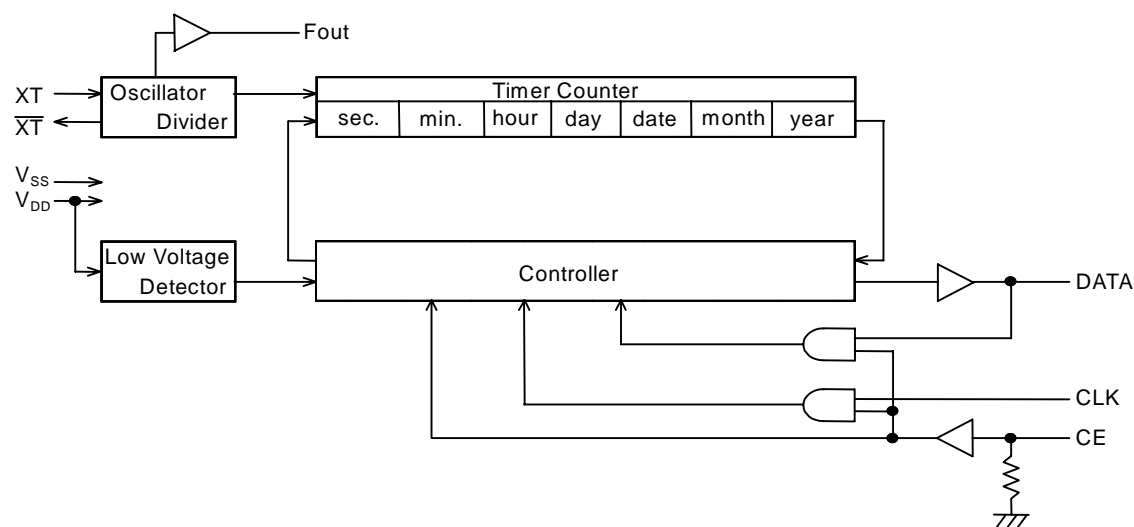 Fout
XT
Oscillator
Divider
X̅T̅
Timer Counter
sec. min. hour day date month year
VSS
VDD
Low Voltage
Detector
Controller
DATA
CLK
CE